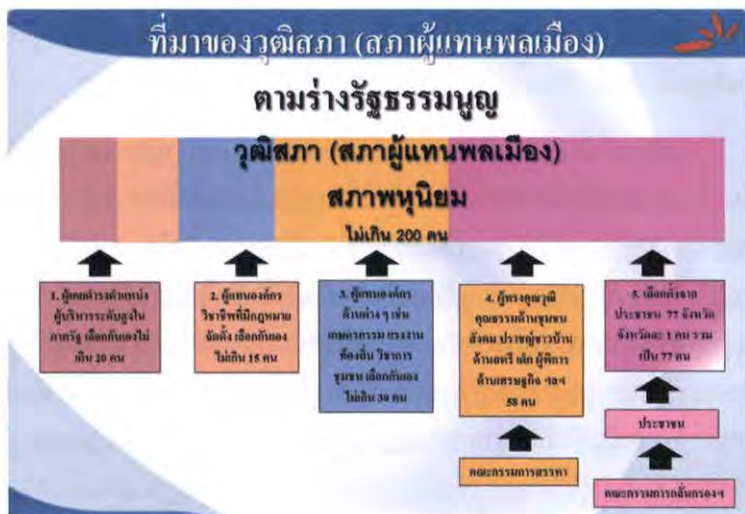 ที่มาของวุฒิสภา (สภาผู้แทนพลเมือง)
ตามร่างรัฐธรรมนูญ
วุฒิสภา (สภาผู้แทนพลเมือง)
สภาพหุนิยม
ไม่เกิน 200 คน
1. ผู้เคยดำรงตำแหน่ง
ผู้บริหารระดับสูงใน
ภาครัฐ เลือกกันเองไม่
เกิน 20 คน
2. ผู้แทนองค์กร
วิชาชีพที่มีกฎหมาย
จัดตั้ง เลือกกันเอง
ไม่เกิน 15 คน
3. ผู้แทนองค์กร
ด้านต่าง ๆ เช่น
เกษตรกรรม แรงงาน
ท้องถิ่น วิชาการ
ชุมชน เลือกกันเอง
ไม่เกิน 30 คน
4. ผู้ทรงคุณวุฒิ
คุณธรรมด้านชุมชน
สังคม ปราชญ์ชาวบ้าน
ด้านสตรี เด็ก ผู้พิการ
ด้านเศรษฐกิจ ฯลฯ
58 คน
5. เลือกตั้งจาก
ประชาชน 77 จังหวัด
จังหวัดละ 1 คน รวม
เป็น 77 คน
ประชาชน
คณะกรรมการสรรหา
คณะกรรมการกลั่นกรองฯ